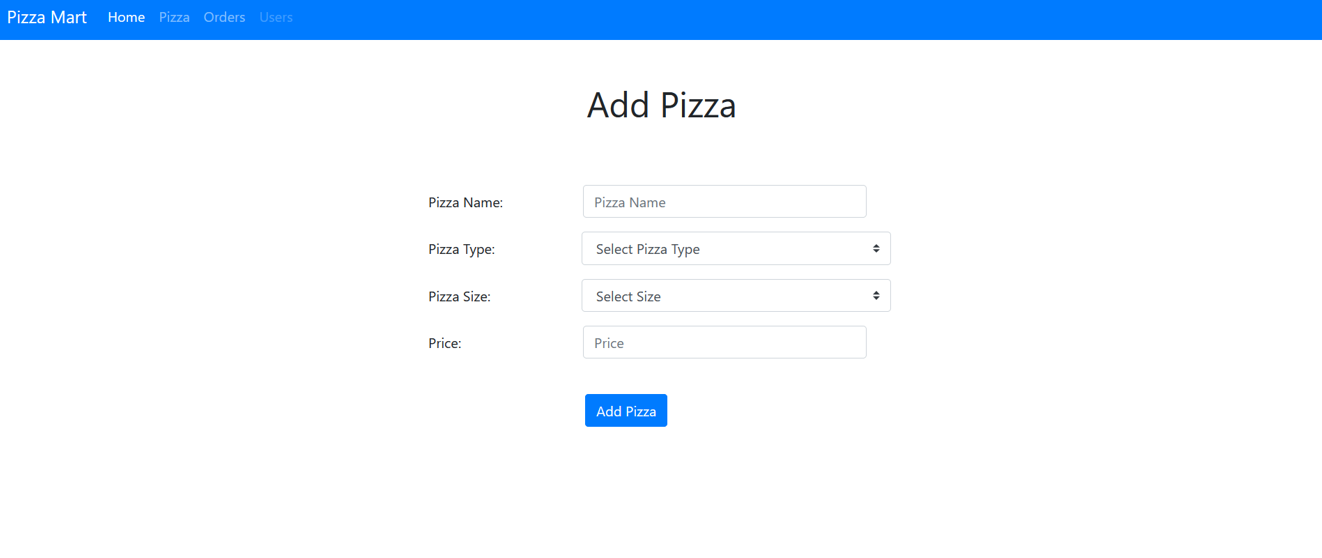 Pizza Mart Home Pizza Orders Users
Add Pizza
Pizza Name: Pizza Name
Pizza Type: Select Pizza Type
Pizza Size: Select Size
Price: Price
Add Pizza